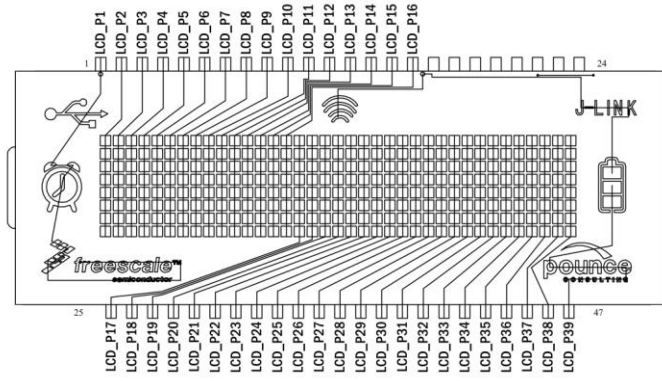 LCD_P1
LCD_P2
LCD_P3
LCD_P4
LCD_P5
LCD_P6
LCD_P7
LCD_P8
LCD_P9
LCD_P10
LCD_P11
LCD_P12
LCD_P13
LCD_P14
LCD_P15
LCD_P16
1
24
J-LINK
freescale™
semiconductor
pounce
CONSULTING
25
47
LCD_P17
LCD_P18
LCD_P19
LCD_P20
LCD_P21
LCD_P22
LCD_P23
LCD_P24
LCD_P25
LCD_P26
LCD_P27
LCD_P28
LCD_P29
LCD_P30
LCD_P31
LCD_P32
LCD_P33
LCD_P34
LCD_P35
LCD_P36
LCD_P37
LCD_P38
LCD_P39